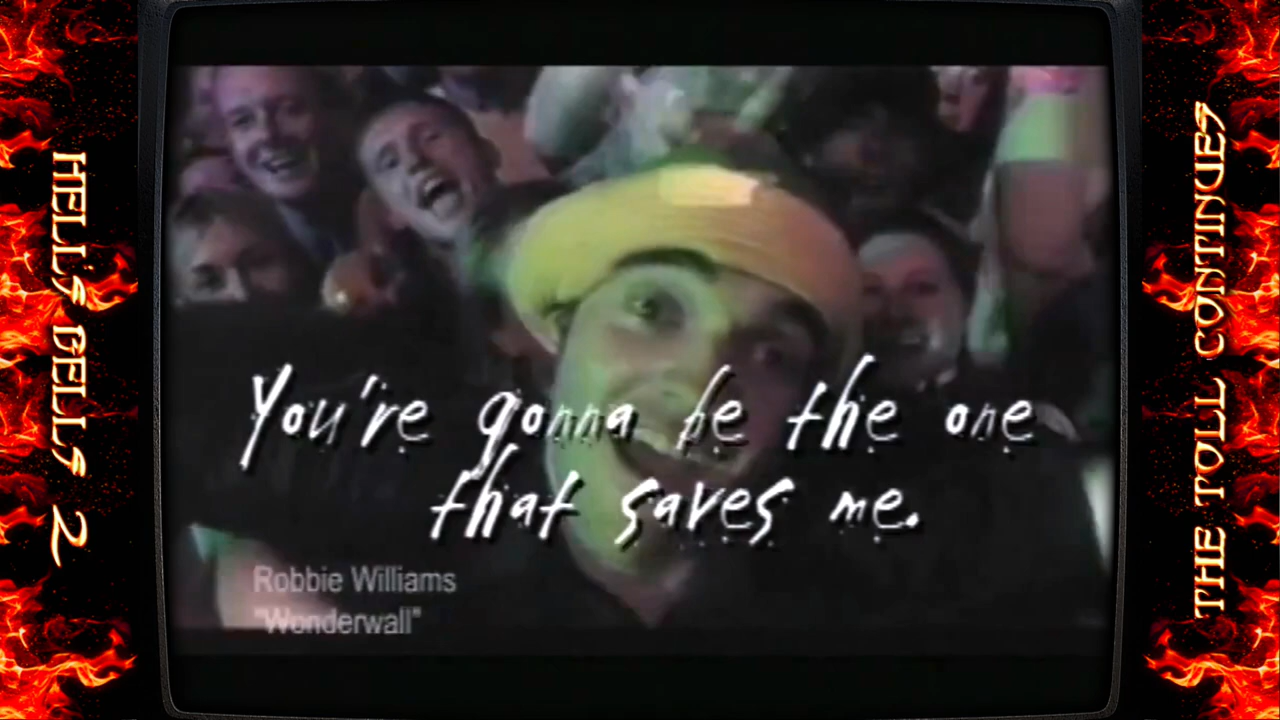 HELL'S BELLS 2
You're gonna be the one
that saves me.
Robbie Williams
"Wonderwall"
THE TOLL CONTINUES